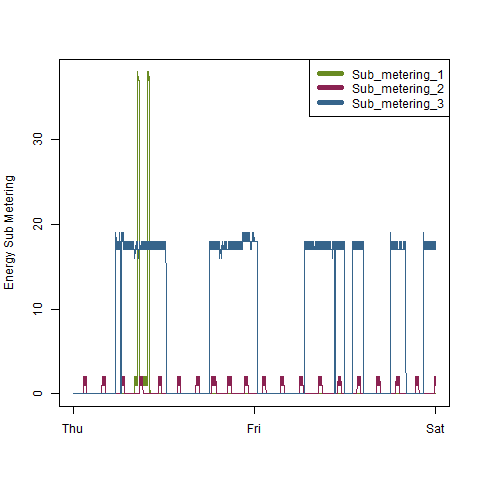 Sub_metering_1
Sub_metering_2
Sub_metering_3
Energy Sub Metering
30
20
10
0
Thu Fri Sat